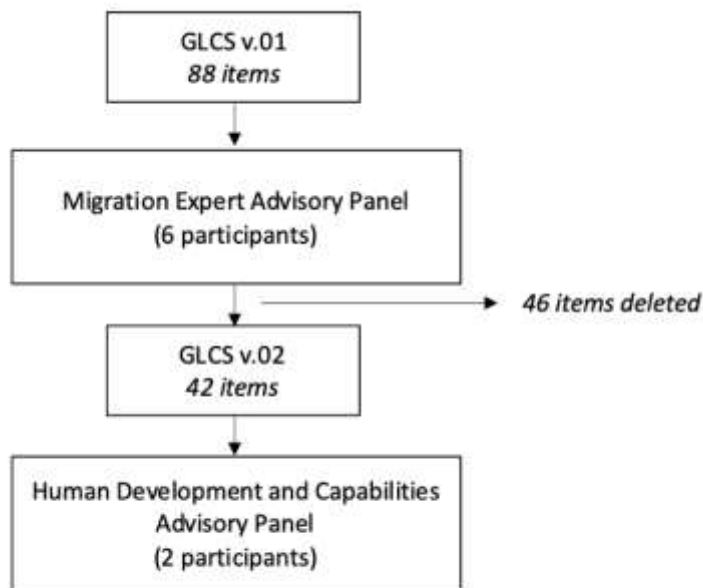 GLCS v.01
88 items
Migration Expert Advisory Panel
(6 participants)
46 items deleted
GLCS v.02
42 items
Human Development and Capabilities
Advisory Panel
(2 participants)